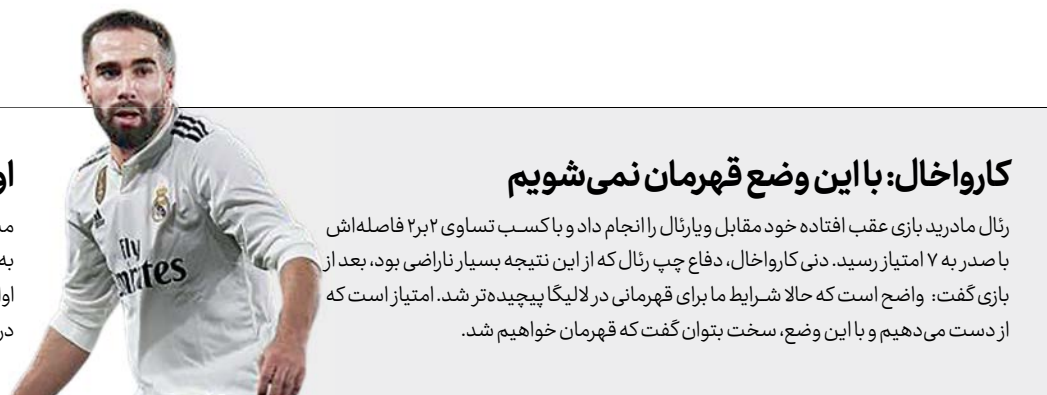 کارواخال: با این وضع قهرمان نمی‌شویم
رئال مادرید بازی عقب افتاده خود مقابل ویارئال را انجام داد و با کسب تساوی ۲بر۲ فاصله‌اش
با صدر به ۷ امتیاز رسید. دنی کارواخال، دفاع چپ رئال که از این نتیجه بسیار ناراضی بود، بعد از
بازی گفت: واضح است که حالا شرایط ما برای قهرمانی در لالیگا پیچیده‌تر شد. امتیاز است که
از دست می‌دهیم و با این وضع، سخت بتوان گفت که قهرمان خواهیم شد.
Fly
Emirates
به
در